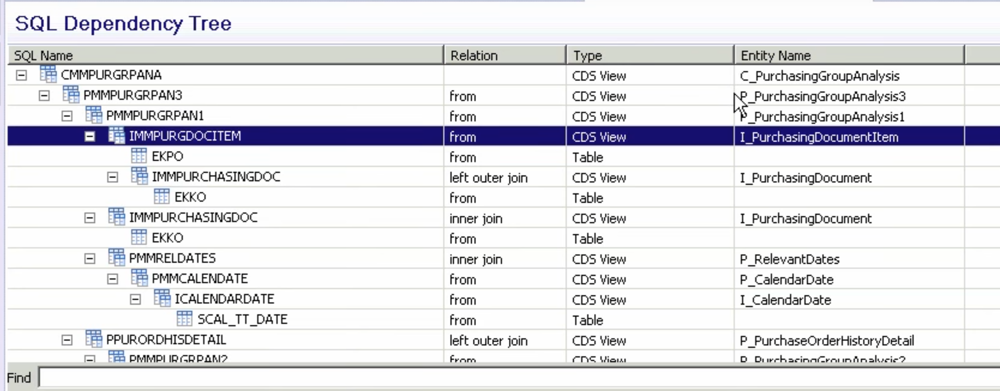 SQL Dependency Tree
SQL Name Relation Type Entity Name
CMMPURGRPANA CDS View C_PurchasingGroupAnalysis
PMMPURGRPAN3 from CDS View P_PurchasingGroupAnalysis3
PMMPURGRPAN1 from CDS View P_PurchasingGroupAnalysis1
IMMPURGDOCITEM from CDS View I_PurchasingDocumentItem
EKPO from Table
IMMPURCHASINGDOC left outer join CDS View I_PurchasingDocument
EKKO from Table
IMMPURCHASINGDOC inner join CDS View I_PurchasingDocument
EKKO from Table
PMMRELDATES inner join CDS View P_RelevantDates
PMMCALENDATE from CDS View P_CalendarDate
ICALENDARDATE from CDS View I_CalendarDate
SCAL_TT_DATE from Table
PPURORDHISDETAIL left outer join CDS View P_PurchaseOrderHistoryDetail
PMMPURGRPAN2 from CDS View P_PurchasingGroupAnalysis2
Find